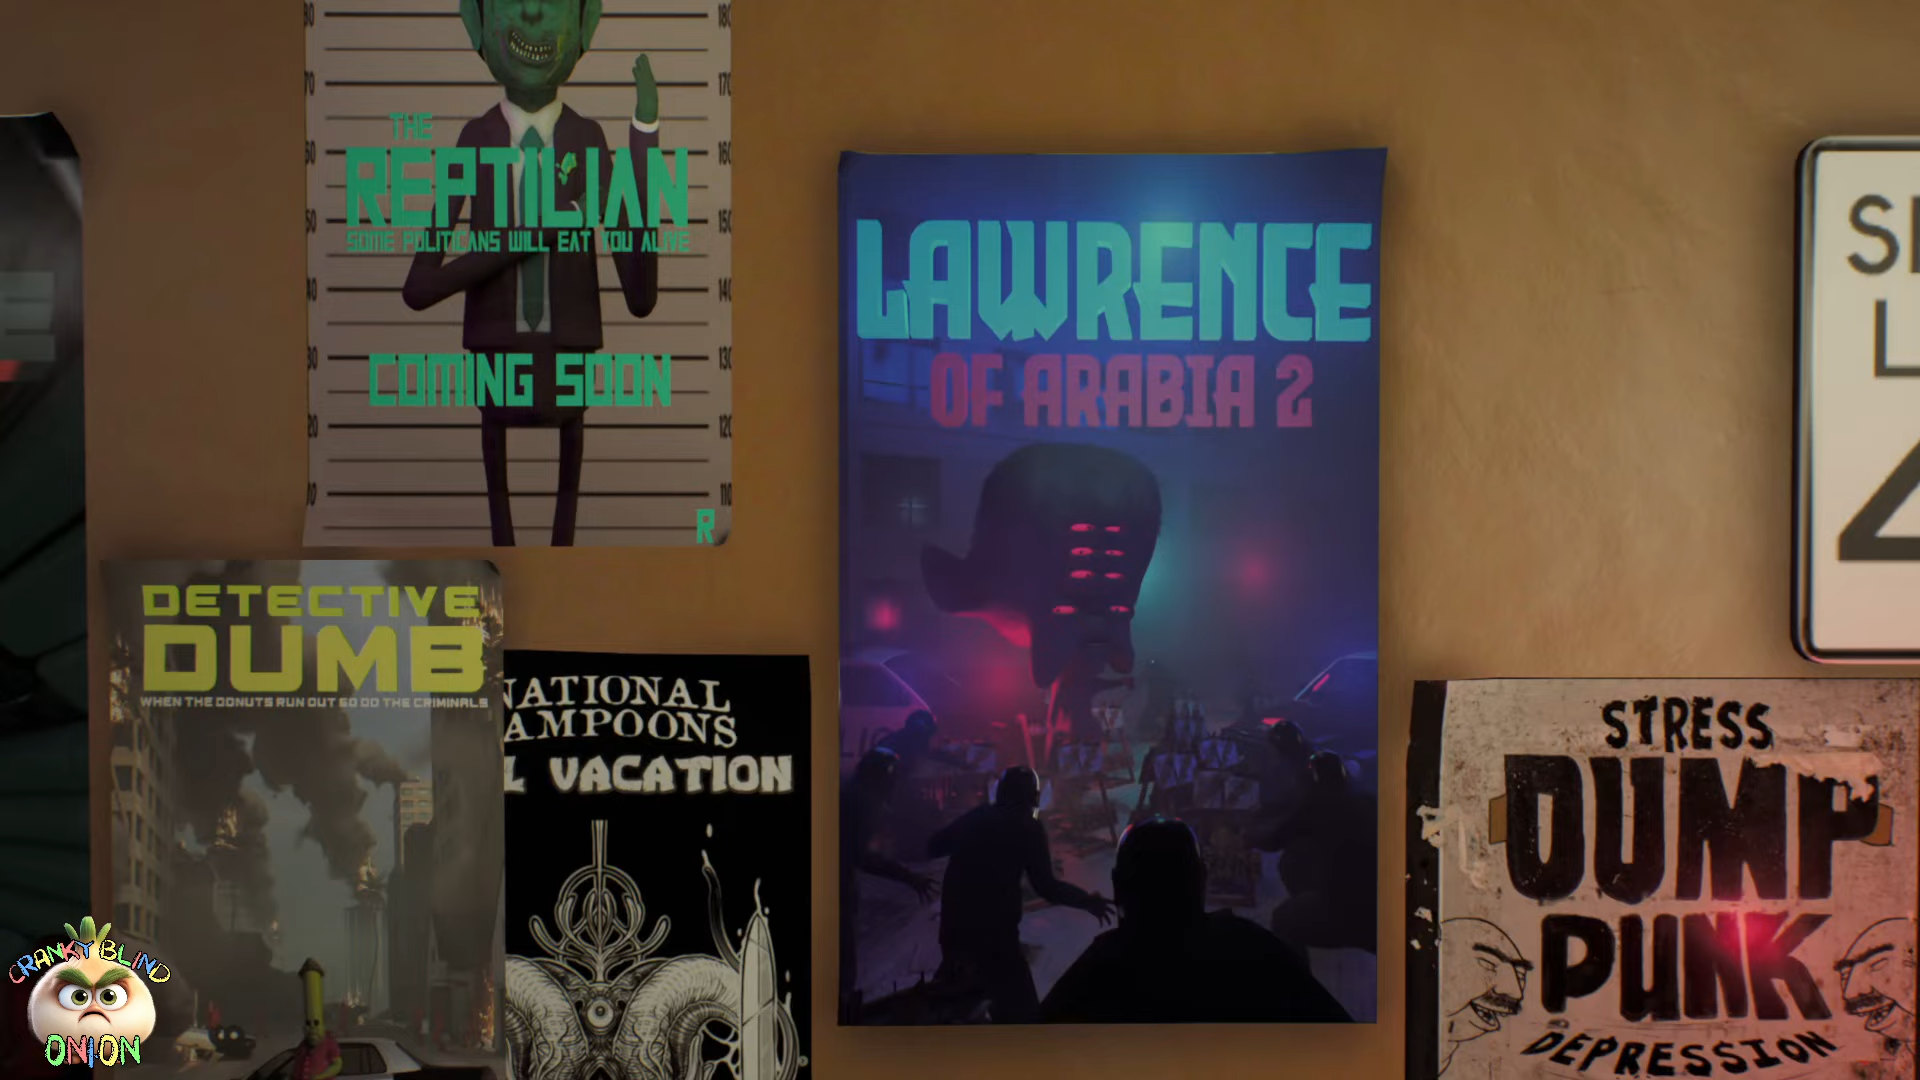 THE
REPTILIAN
SOME POLITICANS WILL EAT YOU ALIVE
COMING SOON
R
LAWRENCE
OF ARABIA 2
DETECTIVE
DUMB
WHEN THE DONUTS RUN OUT SO DO THE CRIMINALS
NATIONAL
AMPOONS
L VACATION
STRESS
DUMP
PUNK
DEPRESSION
CRANKY BLIND
ONION